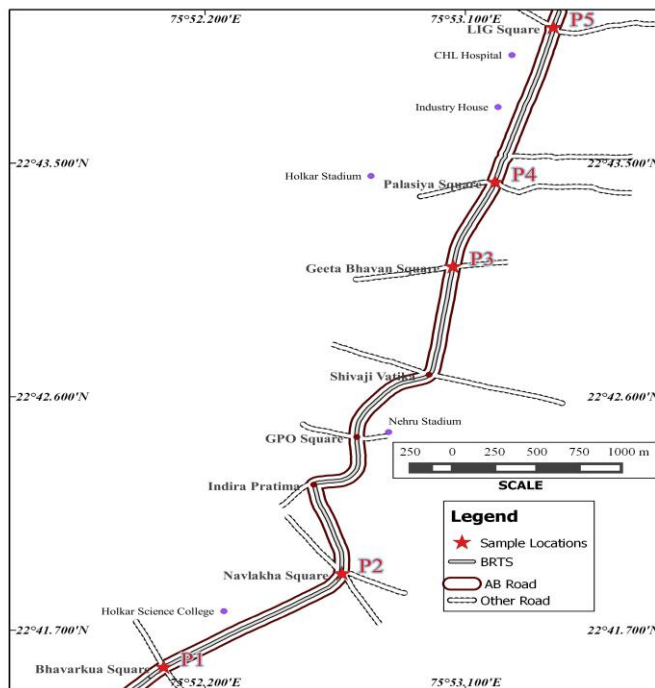 75°52.200'E
75°53.100'E
P5
LIG Square
CHL Hospital
Industry House
22°43.500'N
22°43.500'N
Holkar Stadium
Palasiya Square
P4
Geeta Bhavan Square
P3
Shivaji Vatika
22°42.600'N
22°42.600'N
Nehru Stadium
GPO Square
250 0 250 500 750 1000 m
SCALE
Indira Pratima
Legend
Sample Locations
BRTS
AB Road
Other Road
Navlakha Square
P2
Holkar Science College
22°41.700'N
22°41.700'N
Bhavarkua Square
P1
75°52.200'E
75°53.100'E